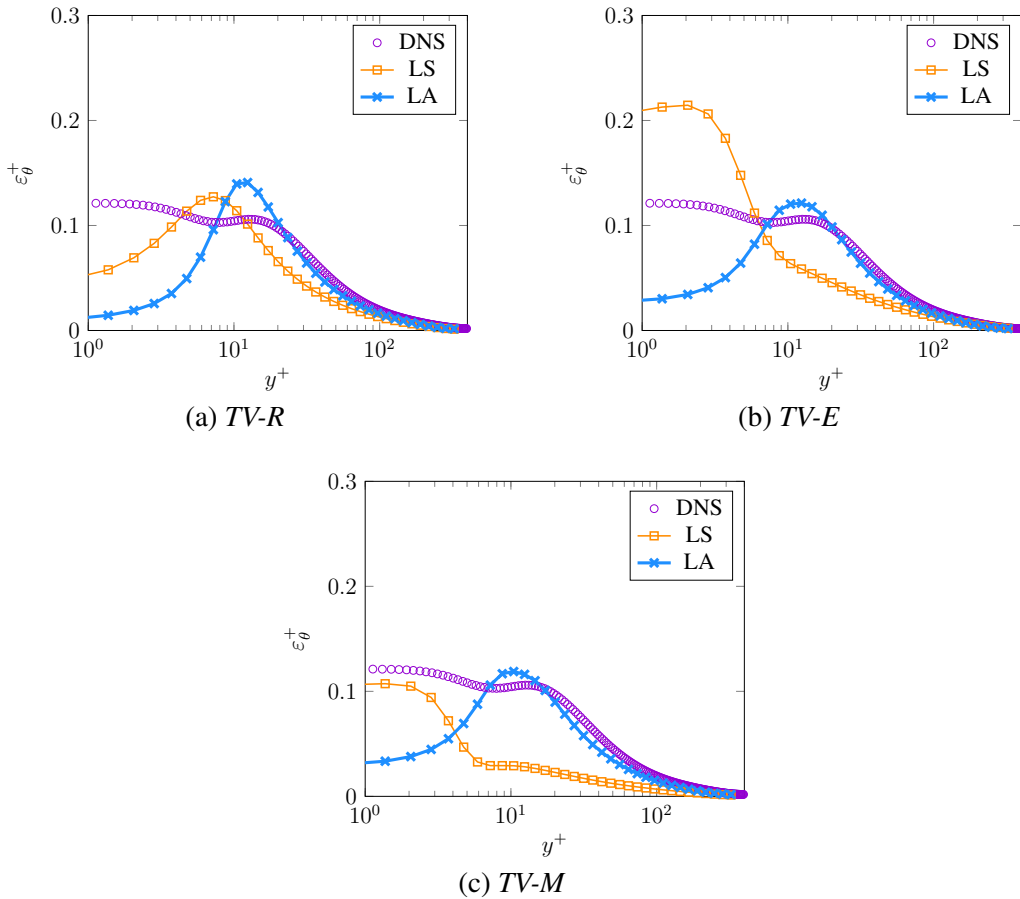 0.3
DNS
LS
LA
0.2
0.1
0
10^0
10^1
10^2
ε_θ^+
y^+
(a) TV-R
0.3
DNS
LS
LA
0.2
0.1
0
10^0
10^1
10^2
ε_θ^+
y^+
(b) TV-E
0.3
DNS
LS
LA
0.2
0.1
0
10^0
10^1
10^2
ε_θ^+
y^+
(c) TV-M